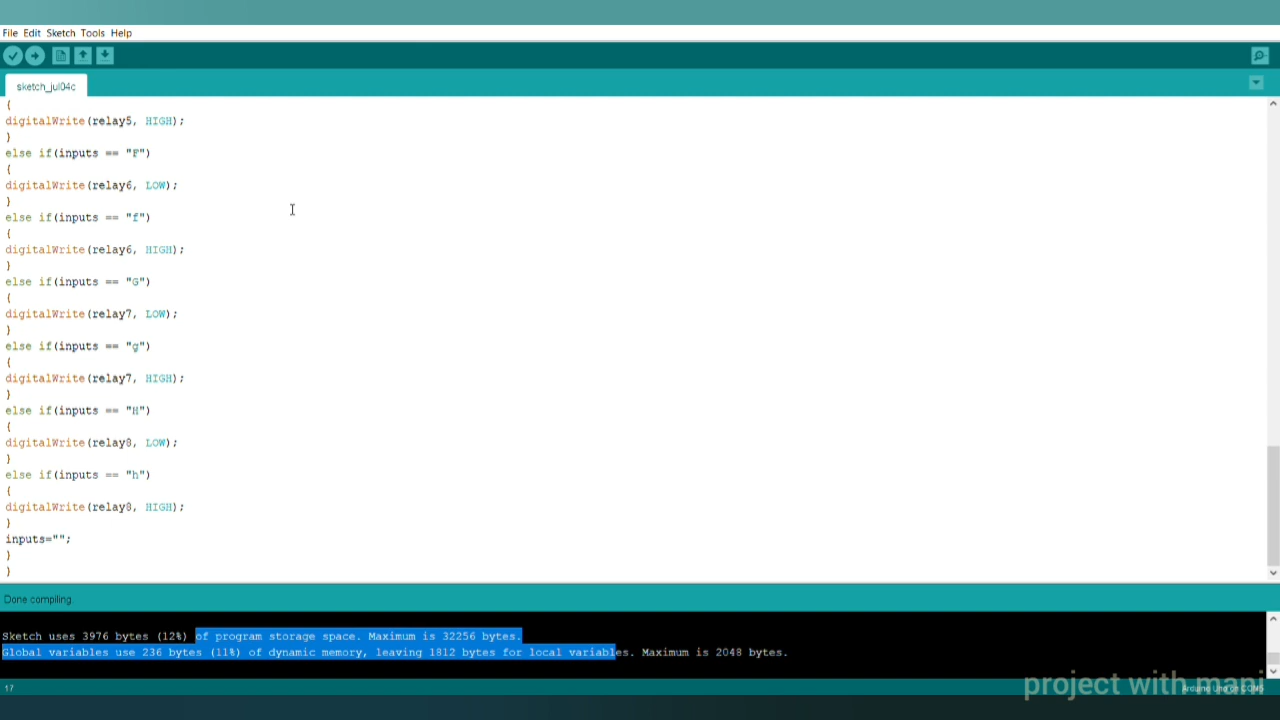 File Edit Sketch Tools Help
sketch_jul04c
{
digitalWrite(relay5, HIGH);
}
else if(inputs == "F")
{
digitalWrite(relay6, LOW);
}
else if(inputs == "f")
{
digitalWrite(relay6, HIGH);
}
else if(inputs == "G")
{
digitalWrite(relay7, LOW);
}
else if(inputs == "g")
{
digitalWrite(relay7, HIGH);
}
else if(inputs == "H")
{
digitalWrite(relay8, LOW);
}
else if(inputs == "h")
{
digitalWrite(relay8, HIGH);
}
inputs="";
}
}
Done compiling.
Sketch uses 3976 bytes (12%) of program storage space. Maximum is 32256 bytes.
Global variables use 236 bytes (11%) of dynamic memory, leaving 1812 bytes for local variables. Maximum is 2048 bytes.
project with mani
17
Arduino Uno on COM5